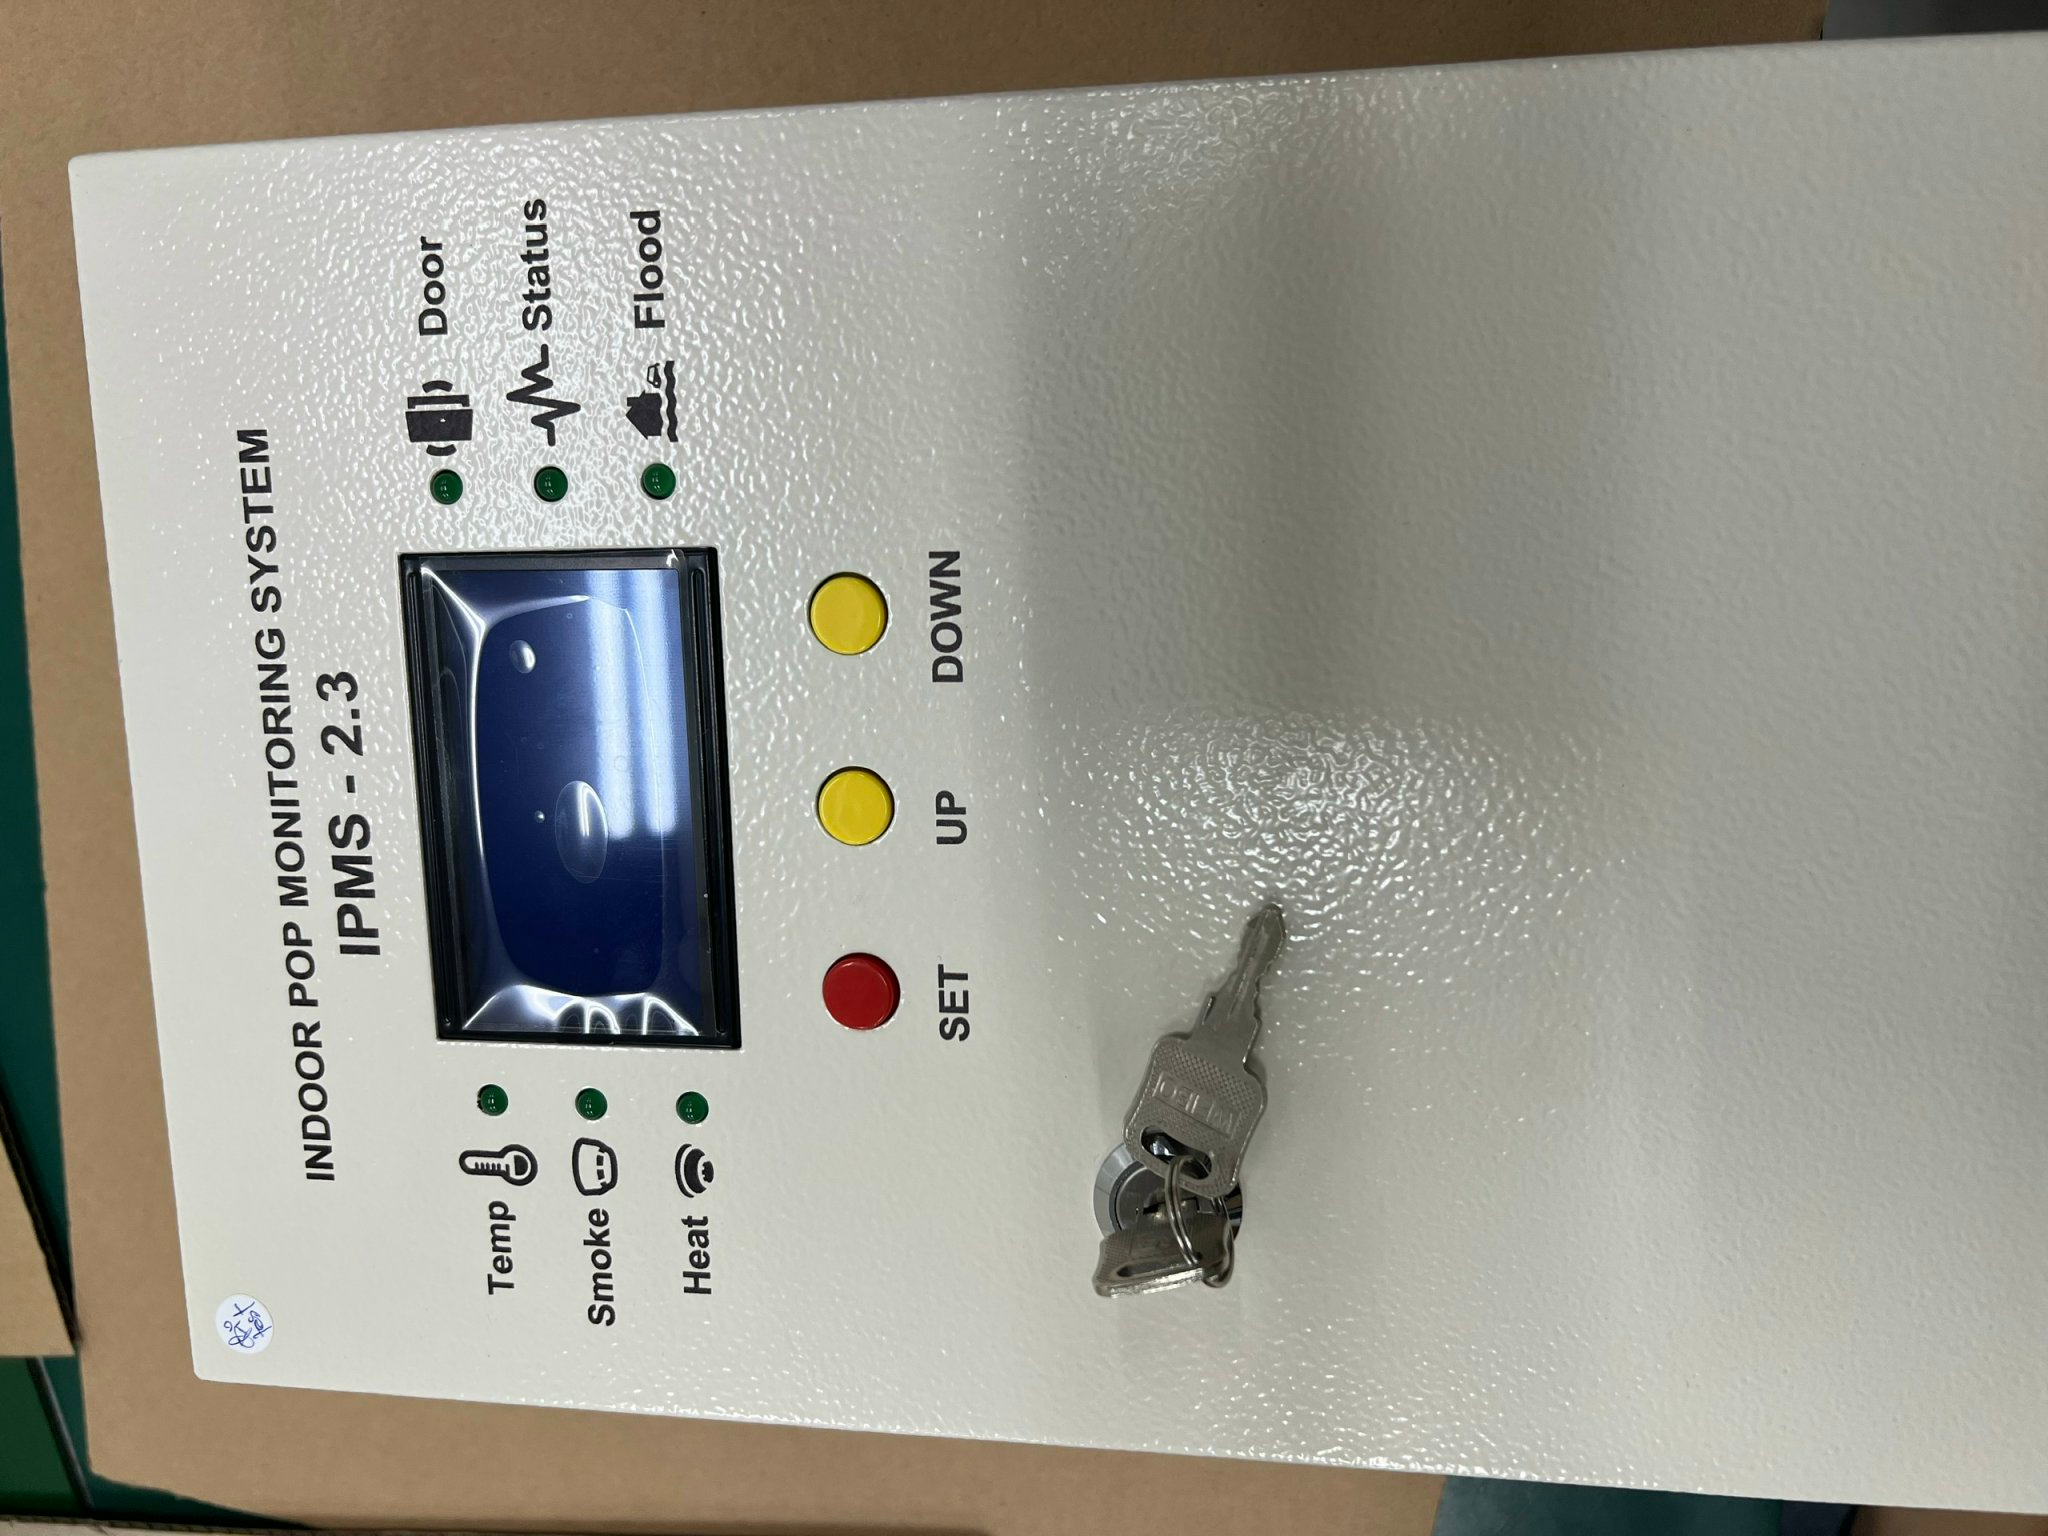 INDOOR POP MONITORING SYSTEM
IPMS - 2.3
Temp
Smoke
Heat
Door
Status
Flood
SET
UP
DOWN